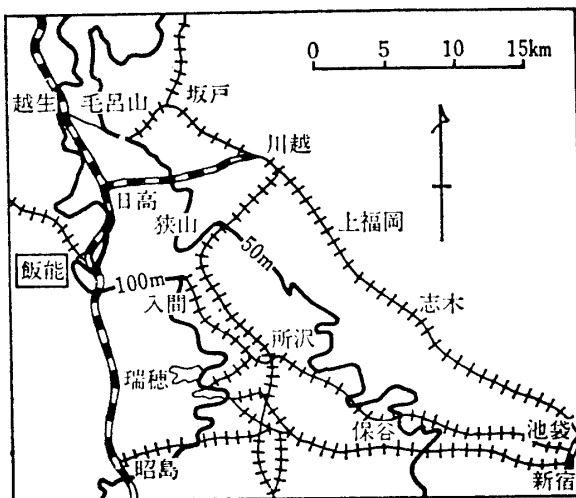 0 5 10 15km
坂戸
越生
毛呂山
川越
日高
狭山
上福岡
飯能
100m
50m
入間
志木
所沢
瑞穂
保谷
池袋
昭島
新宿